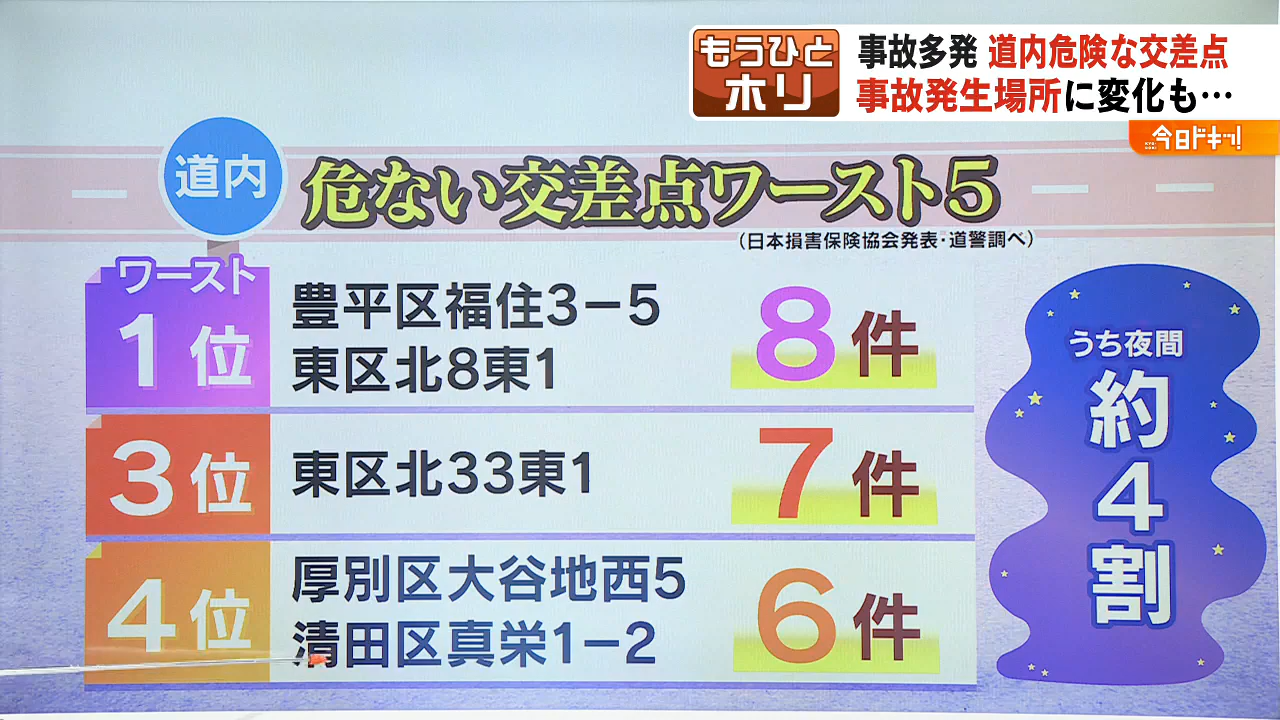 もうひと
ホリ
事故多発 道内危険な交差点
事故発生場所に変化も…
今日ドキッ!
道内
危ない交差点ワースト5
(日本損害保険協会発表・道警調べ)
ワースト
1位
豊平区福住3-5
東区北8東1
8件
3位
東区北33東1
7件
4位
厚別区大谷地西5
清田区真栄1-2
6件
うち夜間
約
4
割